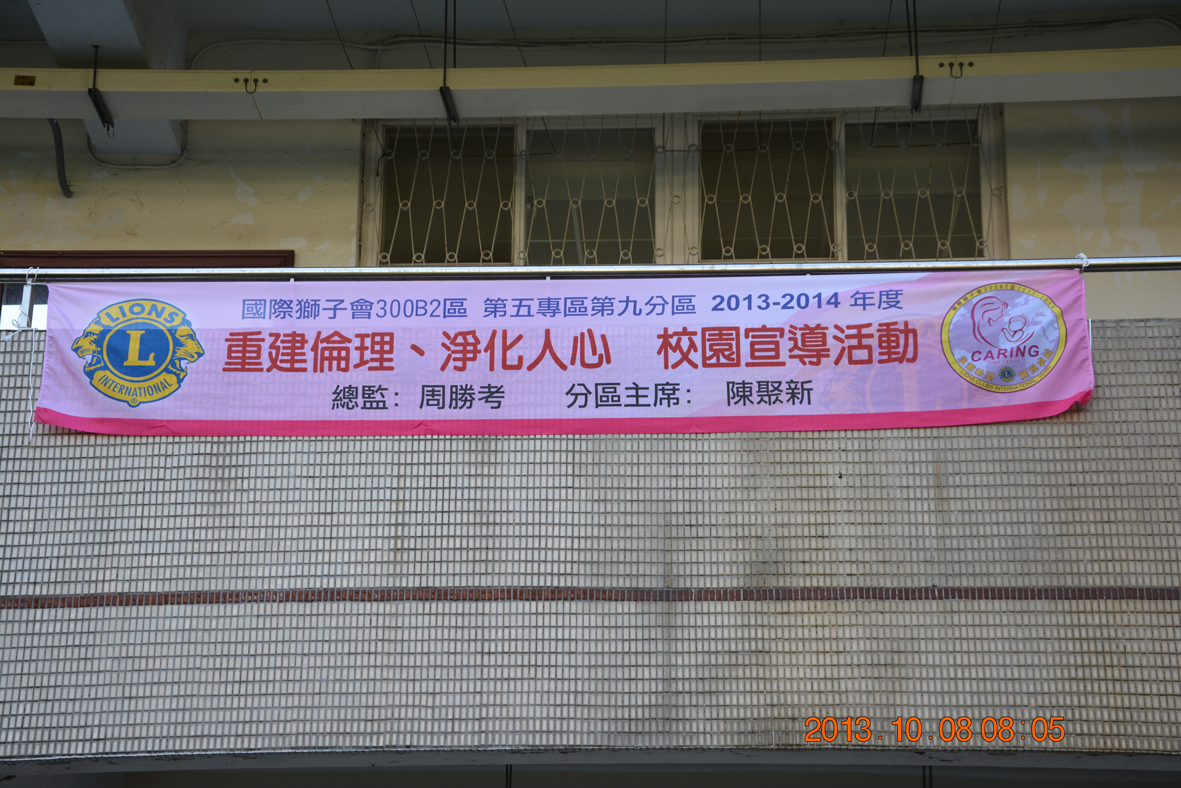 國際獅子會300B2區 第五專區第九分區 2013-2014 年度
LIONS
L
INTERNATIONAL
®
重建倫理、淨化人心 校園宣導活動
總監：周勝考 分區主席：陳聚新
CARING
2013.10.08 08:05